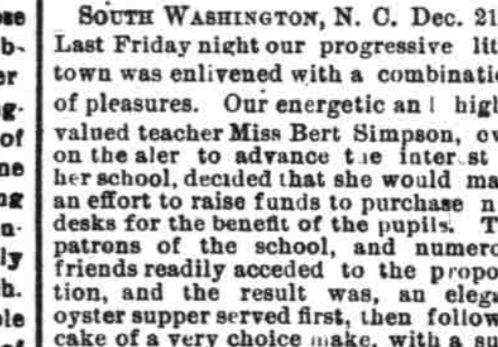 SOUTH WASHINGTON, N. C. Dec. 21
Last Friday night our progressive lit
town was enlivened with a combinatio
of pleasures. Our energetic an high
valued teacher Miss Bert Simpson, ev
on the aler to advance t e inter st
her school, decided that she would ma
an effort to raise funds to purchase n
desks for the benefit of the pupils. T
patrons of the school, and numero
friends readily acceded to the propo
tion, and the result was, an elega
oyster supper served first, then follow
cake of a very choice make, with a su